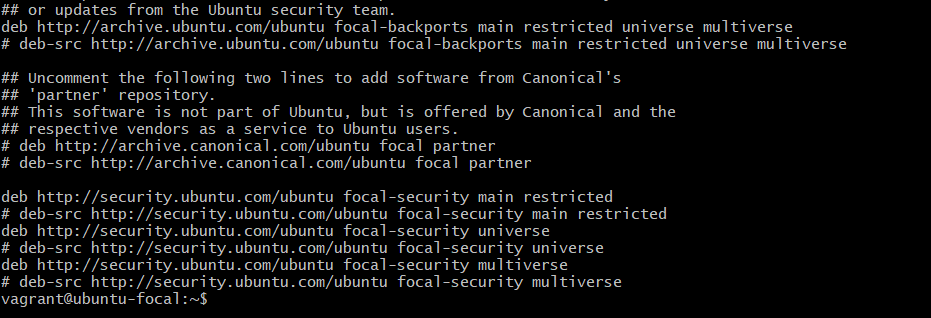 ## or updates from the Ubuntu security team.
deb http://archive.ubuntu.com/ubuntu focal-backports main restricted universe multiverse
# deb-src http://archive.ubuntu.com/ubuntu focal-backports main restricted universe multiverse
## Uncomment the following two lines to add software from Canonical's
## 'partner' repository.
## This software is not part of Ubuntu, but is offered by Canonical and the
## respective vendors as a service to Ubuntu users.
# deb http://archive.canonical.com/ubuntu focal partner
# deb-src http://archive.canonical.com/ubuntu focal partner
deb http://security.ubuntu.com/ubuntu focal-security main restricted
# deb-src http://security.ubuntu.com/ubuntu focal-security main restricted
deb http://security.ubuntu.com/ubuntu focal-security universe
# deb-src http://security.ubuntu.com/ubuntu focal-security universe
deb http://security.ubuntu.com/ubuntu focal-security multiverse
# deb-src http://security.ubuntu.com/ubuntu focal-security multiverse
vagrant@ubuntu-focal:~$